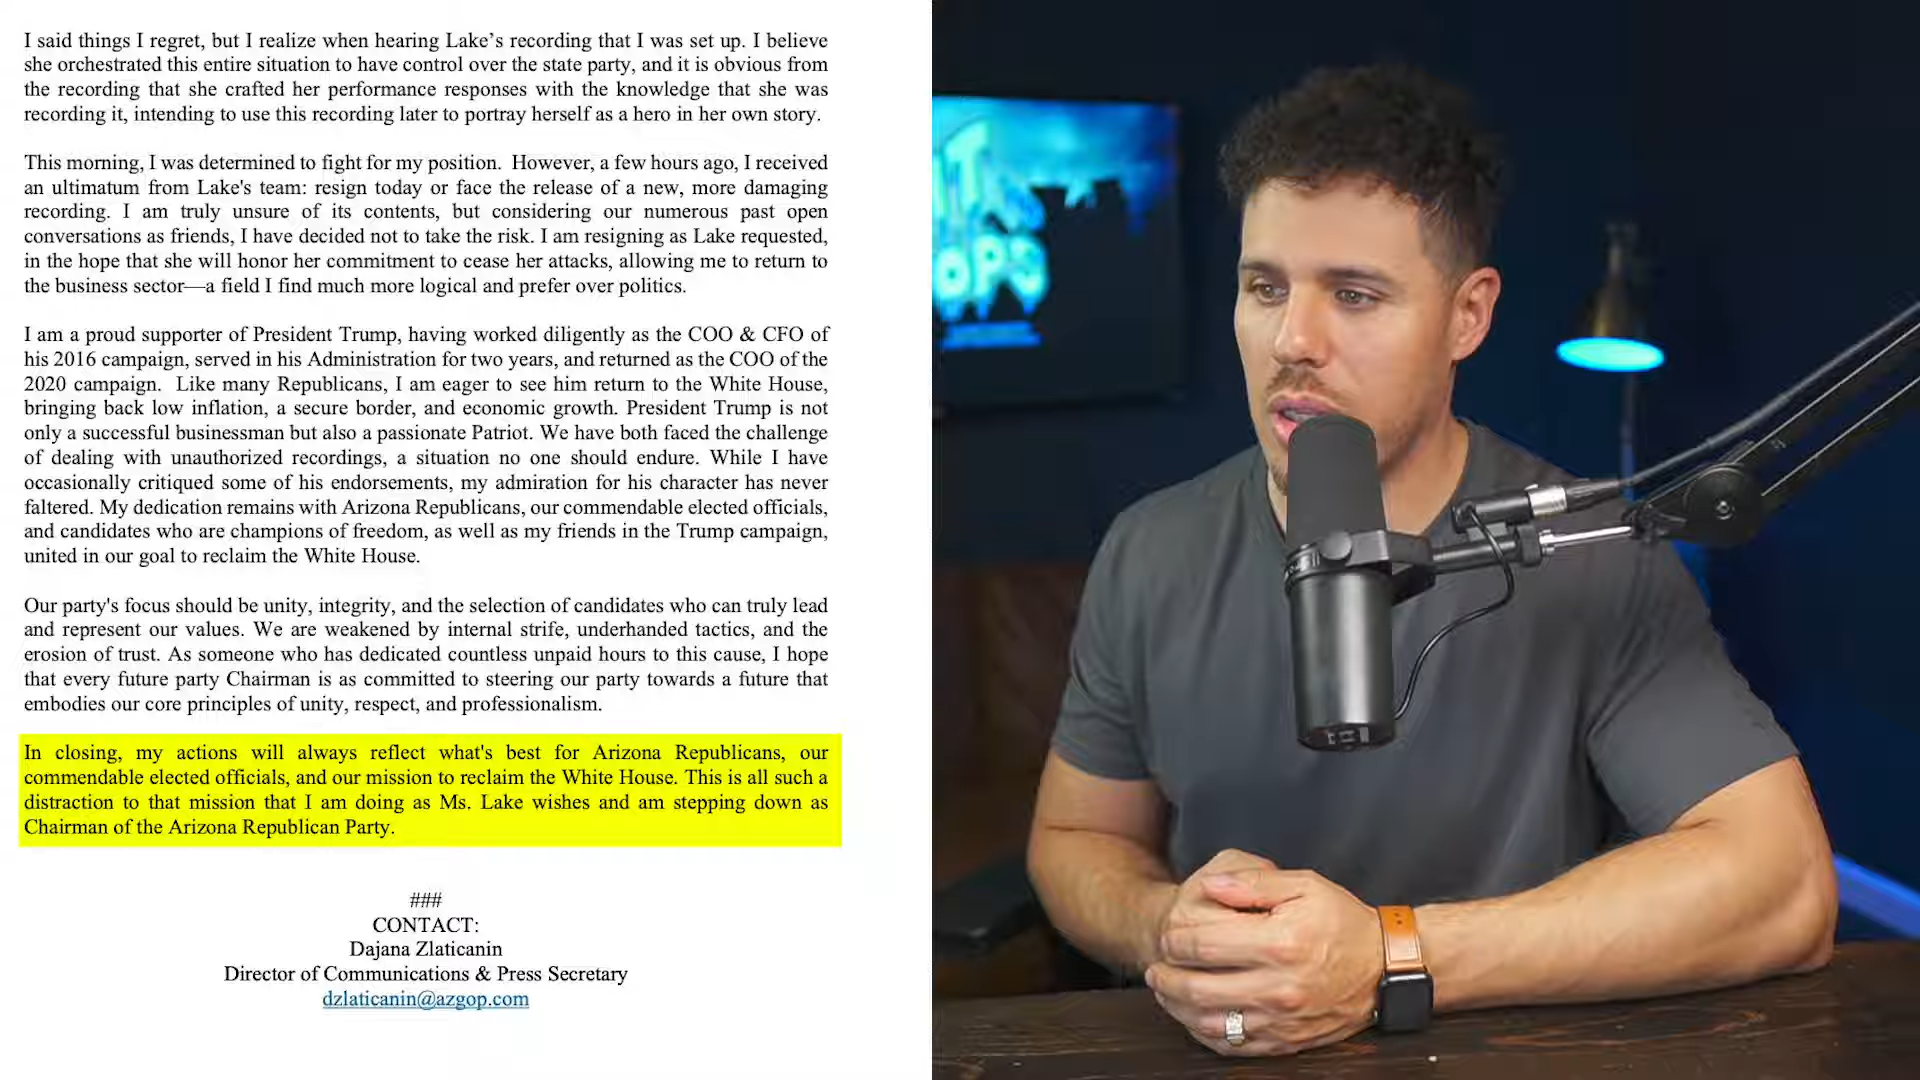 I said things I regret, but I realize when hearing Lake’s recording that I was set up. I believe
she orchestrated this entire situation to have control over the state party, and it is obvious from
the recording that she crafted her performance responses with the knowledge that she was
recording it, intending to use this recording later to portray herself as a hero in her own story.
This morning, I was determined to fight for my position.  However, a few hours ago, I received
an ultimatum from Lake's team: resign today or face the release of a new, more damaging
recording. I am truly unsure of its contents, but considering our numerous past open
conversations as friends, I have decided not to take the risk. I am resigning as Lake requested,
in the hope that she will honor her commitment to cease her attacks, allowing me to return to
the business sector—a field I find much more logical and prefer over politics.
I am a proud supporter of President Trump, having worked diligently as the COO & CFO of
his 2016 campaign, served in his Administration for two years, and returned as the COO of the
2020 campaign.  Like many Republicans, I am eager to see him return to the White House,
bringing back low inflation, a secure border, and economic growth. President Trump is not
only a successful businessman but also a passionate Patriot. We have both faced the challenge
of dealing with unauthorized recordings, a situation no one should endure. While I have
occasionally critiqued some of his endorsements, my admiration for his character has never
faltered. My dedication remains with Arizona Republicans, our commendable elected officials,
and candidates who are champions of freedom, as well as my friends in the Trump campaign,
united in our goal to reclaim the White House.
Our party's focus should be unity, integrity, and the selection of candidates who can truly lead
and represent our values. We are weakened by internal strife, underhanded tactics, and the
erosion of trust. As someone who has dedicated countless unpaid hours to this cause, I hope
that every future party Chairman is as committed to steering our party towards a future that
embodies our core principles of unity, respect, and professionalism.
In closing, my actions will always reflect what's best for Arizona Republicans, our
commendable elected officials, and our mission to reclaim the White House. This is all such a
distraction to that mission that I am doing as Ms. Lake wishes and am stepping down as
Chairman of the Arizona Republican Party.
###
CONTACT:
Dajana Zlaticanin
Director of Communications & Press Secretary
dzlaticanin@azgop.com